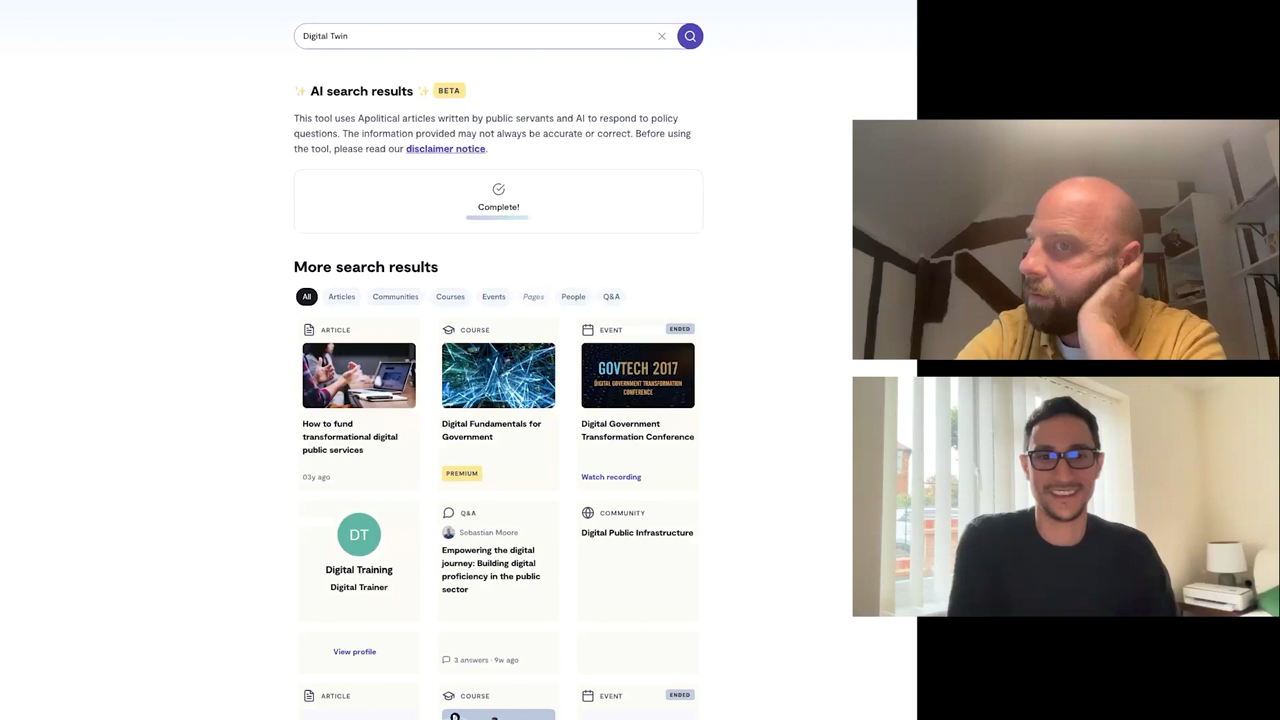 Digital Twin
AI search results
BETA
This tool uses Apolitical articles written by public servants and AI to respond to policy
questions. The information provided may not always be accurate or correct. Before using
the tool, please read our disclaimer notice.
Complete!
More search results
All Articles Communities Courses Events Pages People Q&A
ARTICLE
How to fund
transformational digital
public services
03y ago
COURSE
Digital Fundamentals for
Government
PREMIUM
EVENT
ENDED
GOVTECH 2017
DIGITAL GOVERNMENT TRANSFORMATION
CONFERENCE
Digital Government
Transformation Conference
Watch recording
DT
Digital Training
Digital Trainer
View profile
Q&A
Sebastian Moore
Empowering the digital
journey: Building digital
proficiency in the public
sector
3 answers · 9w ago
COMMUNITY
Digital Public Infrastructure
ARTICLE
COURSE
EVENT
ENDED